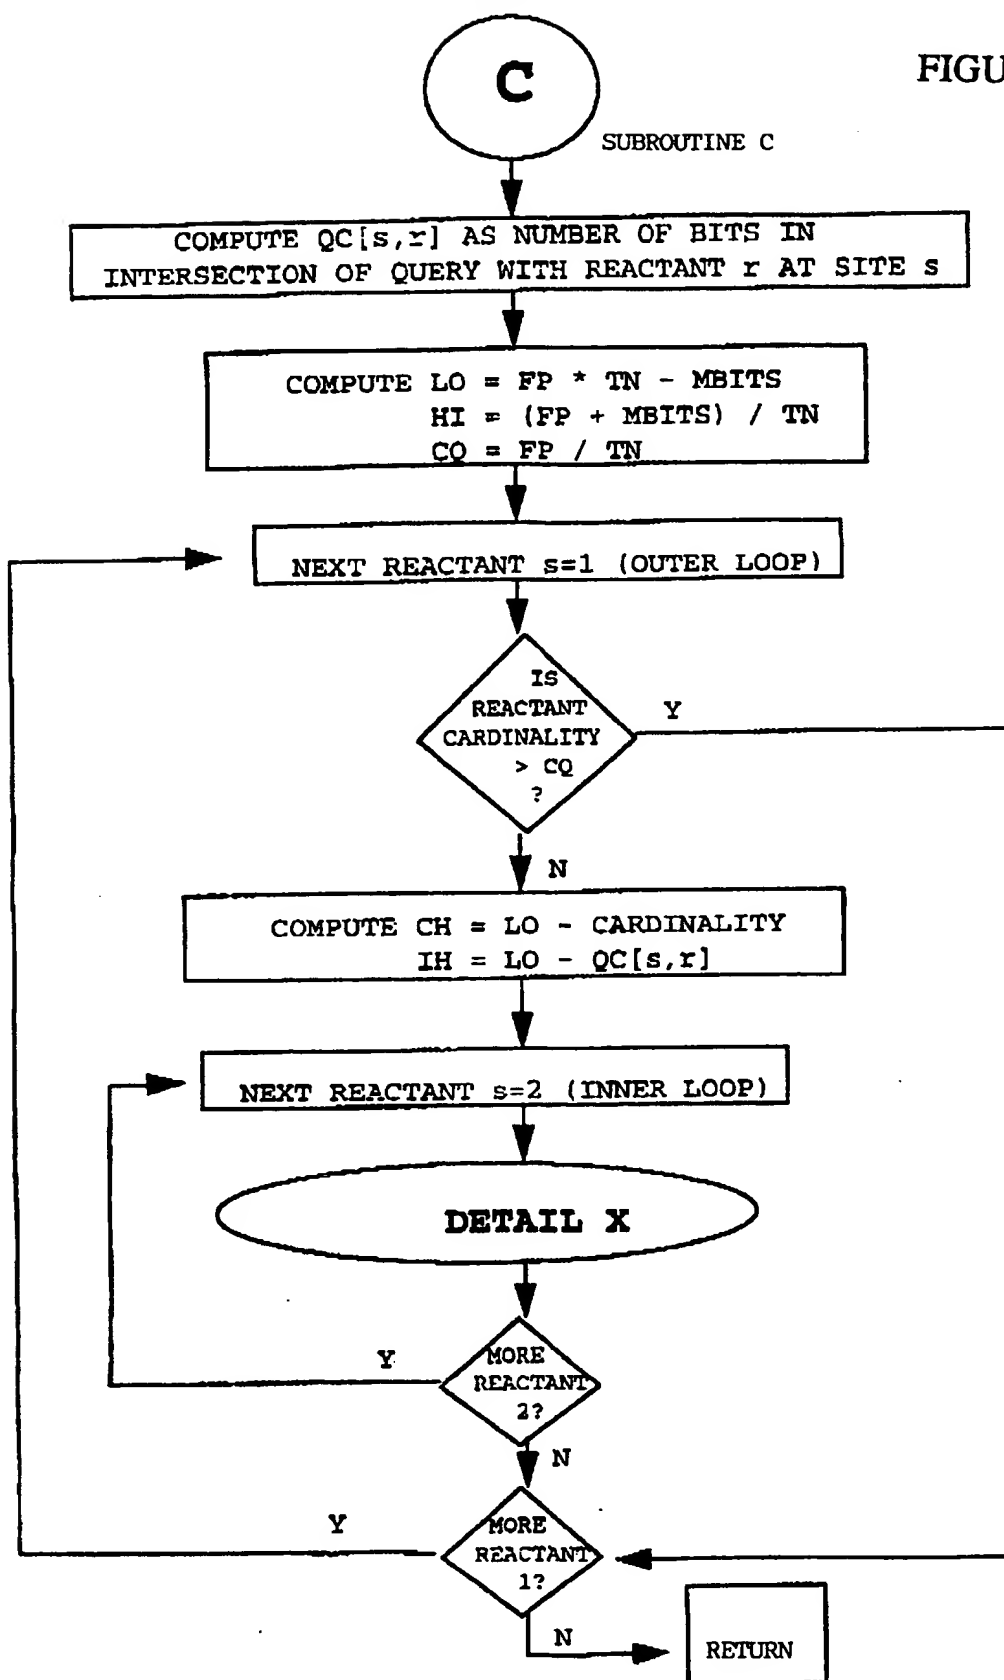 C
FIGU
SUBROUTINE C
COMPUTE QC[s,r] AS NUMBER OF BITS IN
INTERSECTION OF QUERY WITH REACTANT r AT SITE s
COMPUTE LO = FP * TN - MBITS
HI = (FP + MBITS) / TN
CQ = FP / TN
NEXT REACTANT s=1 (OUTER LOOP)
IS
REACTANT
CARDINALITY
> CQ
?
Y
N
COMPUTE CH = LO - CARDINALITY
IH = LO - QC[s,r]
NEXT REACTANT s=2 (INNER LOOP)
DETAIL X
MORE
REACTANT
2?
Y
N
MORE
REACTANT
1?
Y
N
RETURN